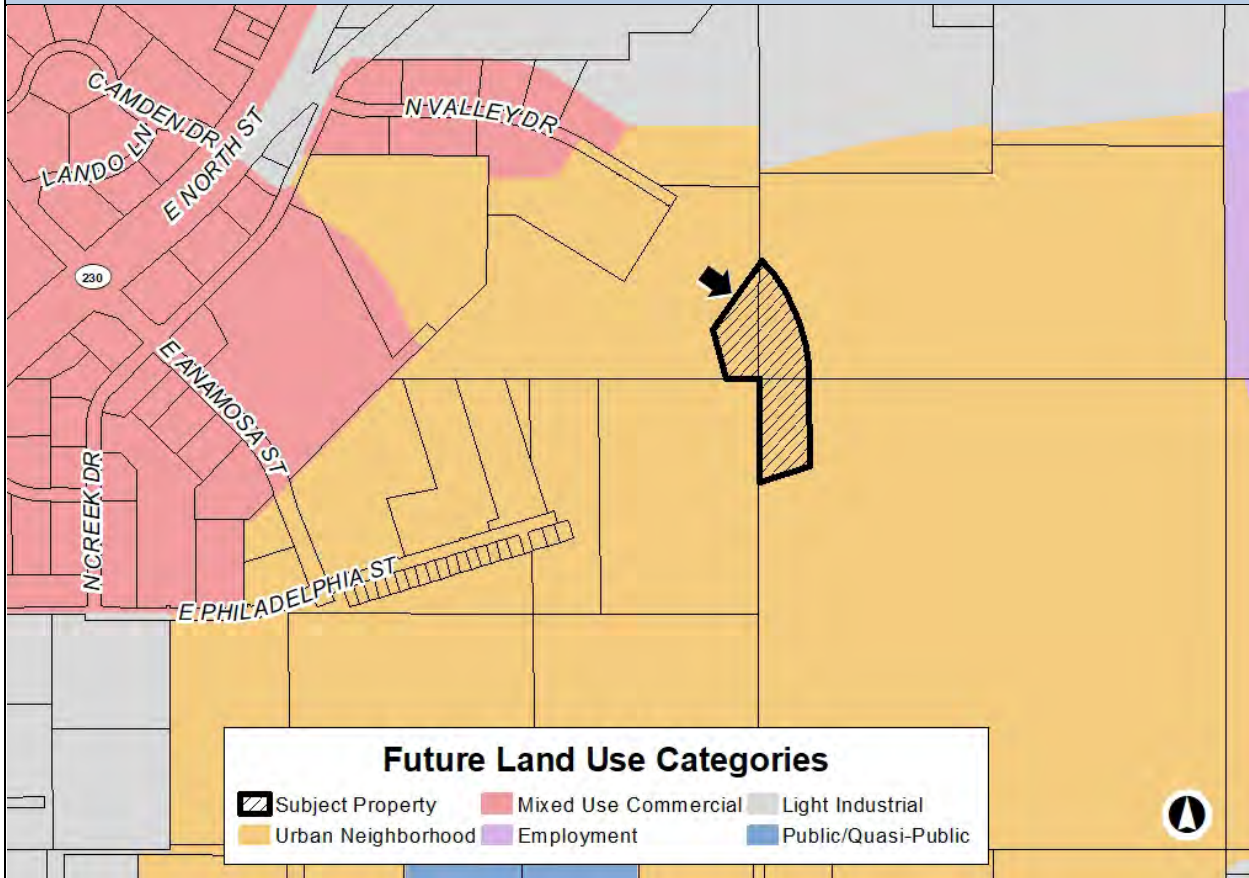 CAMDEN DR
LANDO LN
E NORTH ST
N VALLEY DR
230
E ANAMOSA ST
N CREEK DR
E PHILADELPHIA ST
Future Land Use Categories
Subject Property Mixed Use Commercial Light Industrial
Urban Neighborhood Employment Public/Quasi-Public